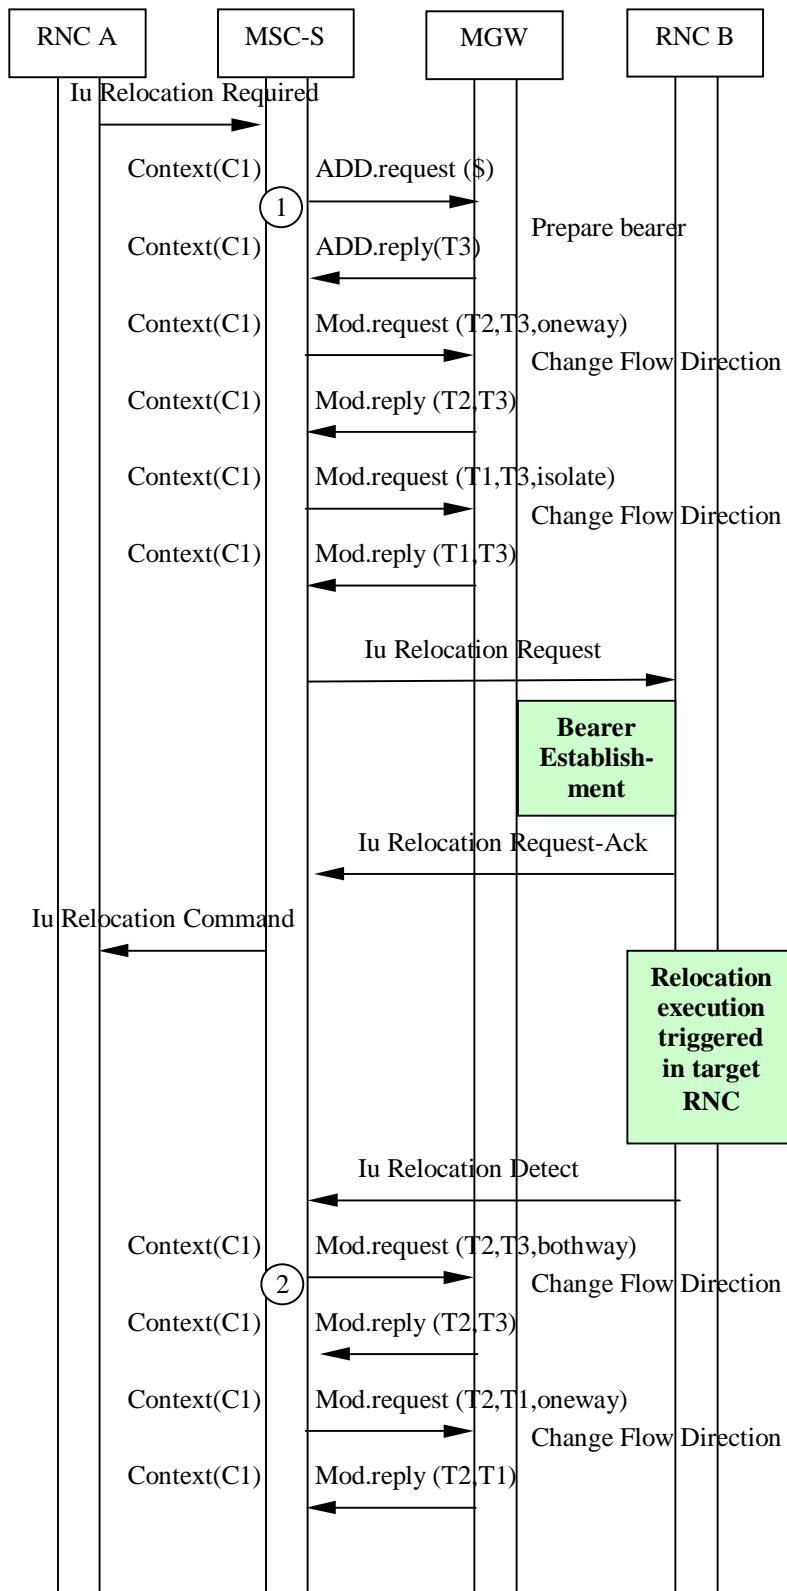 RNC A MSC-S MGW RNC B
Iu Relocation Required
Context(C1) ADD.request ($)
1
Prepare bearer
Context(C1) ADD.reply(T3)
Context(C1) Mod.request (T2,T3,oneway)
Change Flow Direction
Context(C1) Mod.reply (T2,T3)
Context(C1) Mod.request (T1,T3,isolate)
Change Flow Direction
Context(C1) Mod.reply (T1,T3)
Iu Relocation Request
Bearer
Establish-
ment
Iu Relocation Request-Ack
Iu Relocation Command
Relocation
execution
triggered
in target
RNC
Iu Relocation Detect
Context(C1) Mod.request (T2,T3,bothway)
2 Change Flow Direction
Context(C1) Mod.reply (T2,T3)
Context(C1) Mod.request (T2,T1,oneway)
Change Flow Direction
Context(C1) Mod.reply (T2,T1)